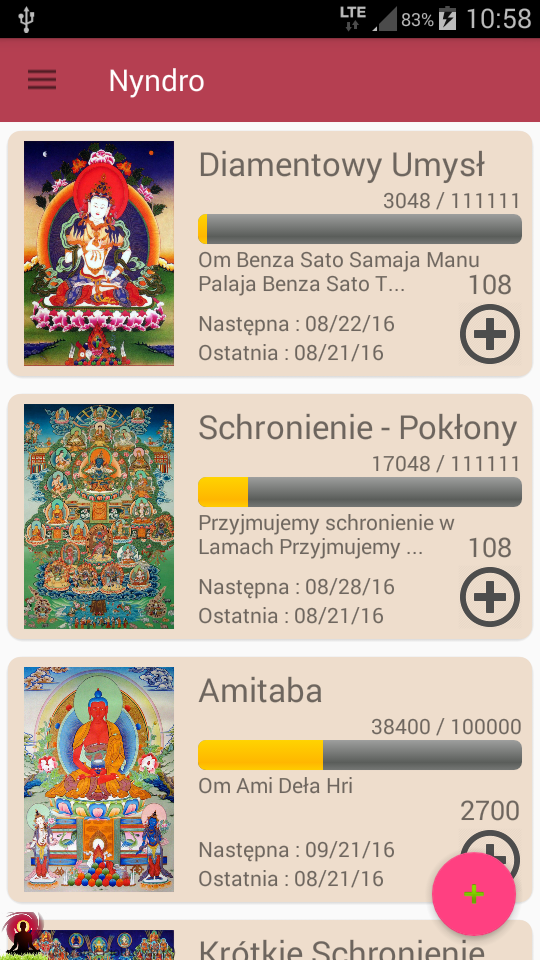 LTE 83% 10:58
Nyndro
Diamentowy Umysł
3048 / 111111
Om Benza Sato Samaja Manu
Palaja Benza Sato T...
108
Następna : 08/22/16
Ostatnia : 08/21/16
Schronienie - Pokłony
17048 / 111111
Przyjmujemy schronienie w
Lamach Przyjmujemy ...
108
Następna : 08/28/16
Ostatnia : 08/21/16
Amitaba
38400 / 100000
Om Ami Deła Hri
2700
Następna : 09/21/16
Ostatnia : 08/21/16
Krótkie Schronienie